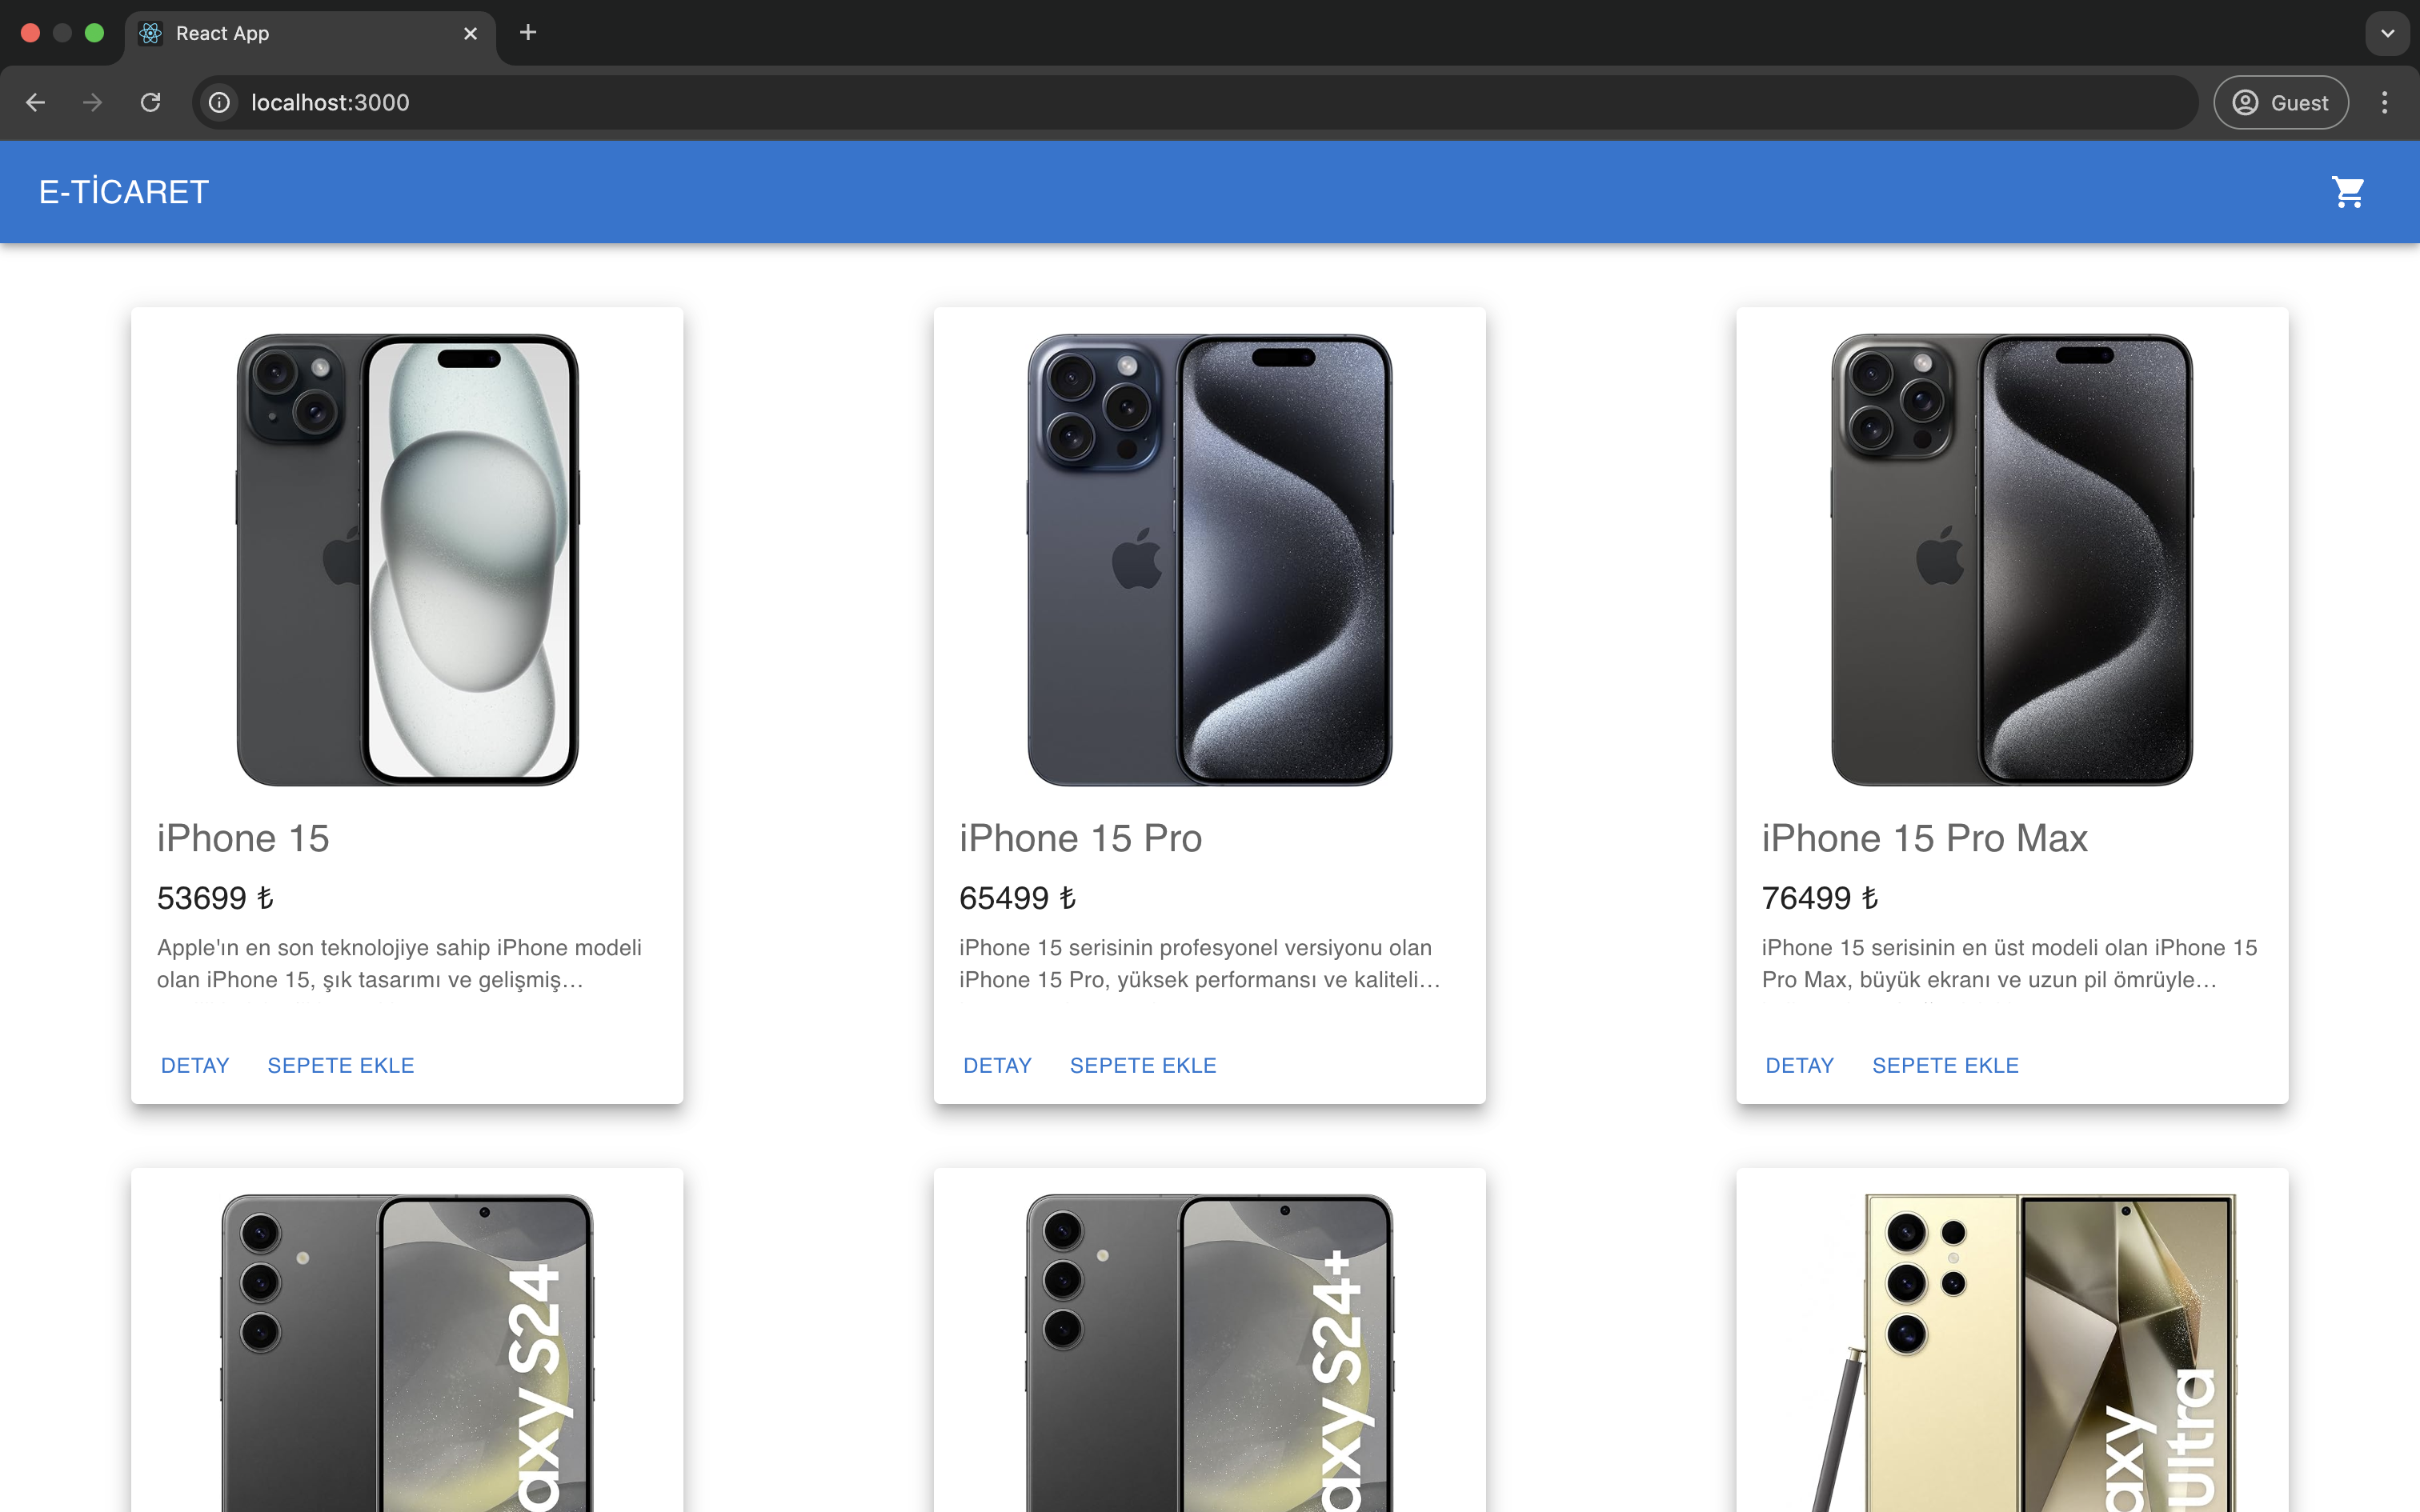 React App
localhost:3000
Guest
E-TİCARET
iPhone 15
53699 ₺
Apple'ın en son teknolojiye sahip iPhone modeli
olan iPhone 15, şık tasarımı ve gelişmiş...
DETAY SEPETE EKLE
iPhone 15 Pro
65499 ₺
iPhone 15 serisinin profesyonel versiyonu olan
iPhone 15 Pro, yüksek performansı ve kaliteli...
DETAY SEPETE EKLE
iPhone 15 Pro Max
76499 ₺
iPhone 15 serisinin en üst modeli olan iPhone 15
Pro Max, büyük ekranı ve uzun pil ömrüyle...
DETAY SEPETE EKLE
axy S24
axy S24+
axy
Ultra